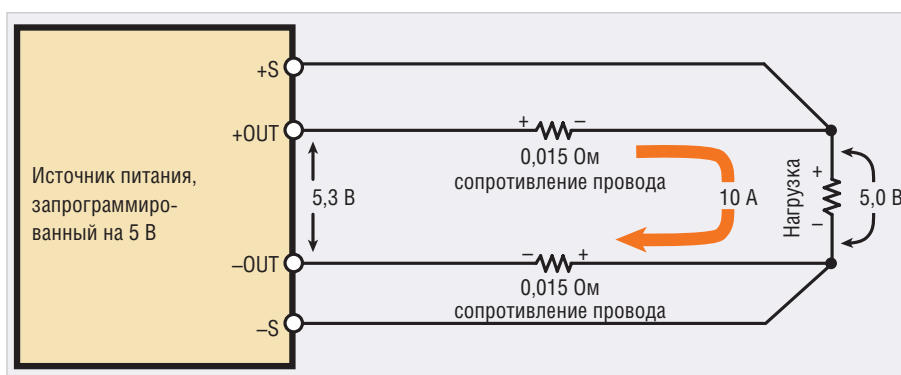 +S
+OUT
+ –
0,015 Ом
сопротивление провода
Источник питания,
запрограммиро-
ванный на 5 В
5,3 В
10 А
Нагрузка
+
–
5,0 В
–OUT
– +
0,015 Ом
сопротивление провода
–S